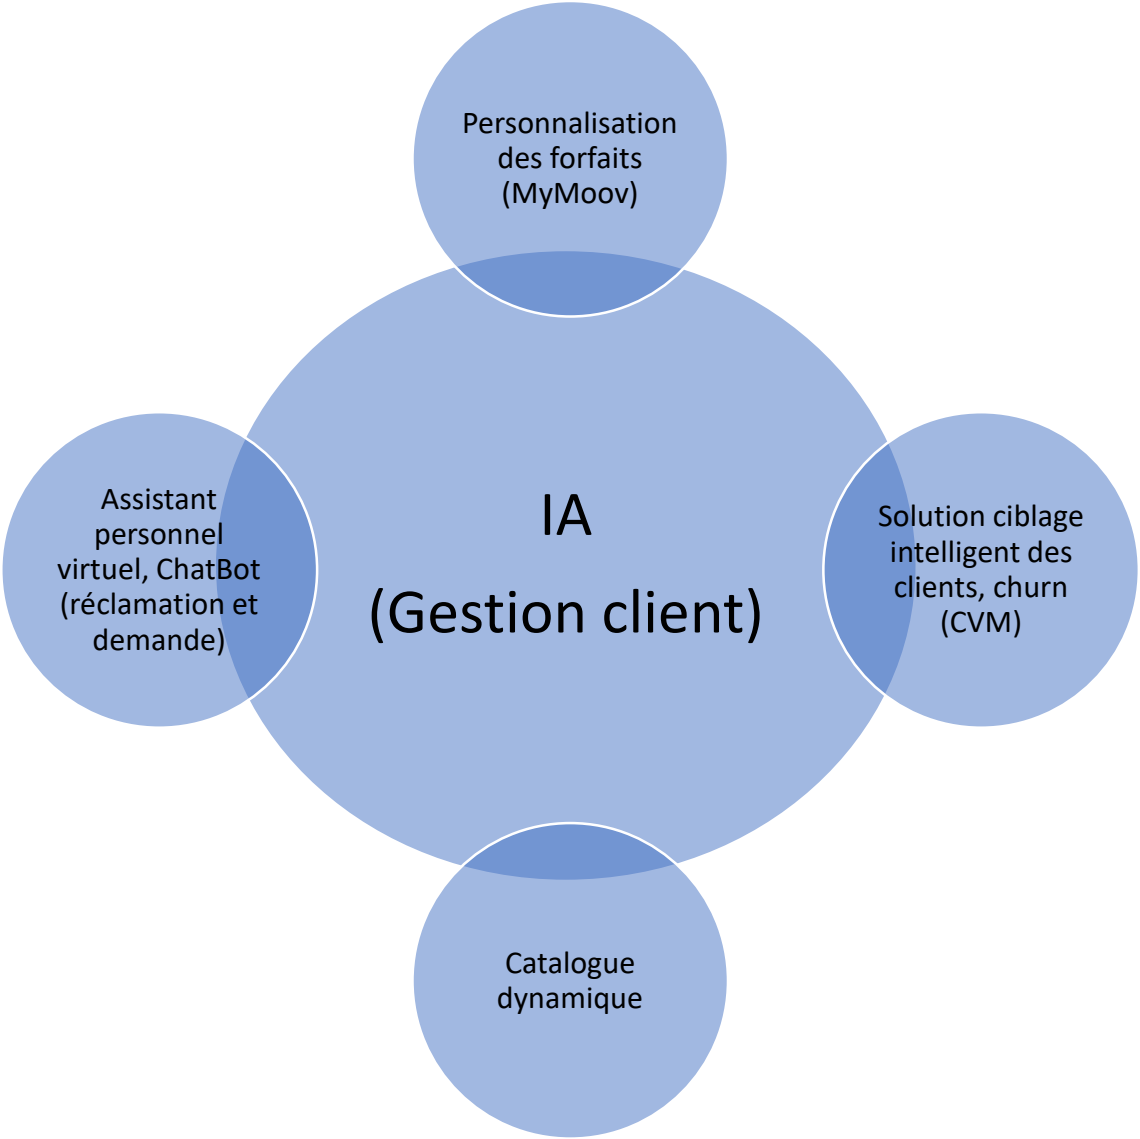 Personnalisation
des forfaits
(MyMoov)
Assistant
personnel
virtuel, ChatBot
(réclamation et
demande)
IA
(Gestion client)
Solution ciblage
intelligent des
clients, churn
(CVM)
Catalogue
dynamique